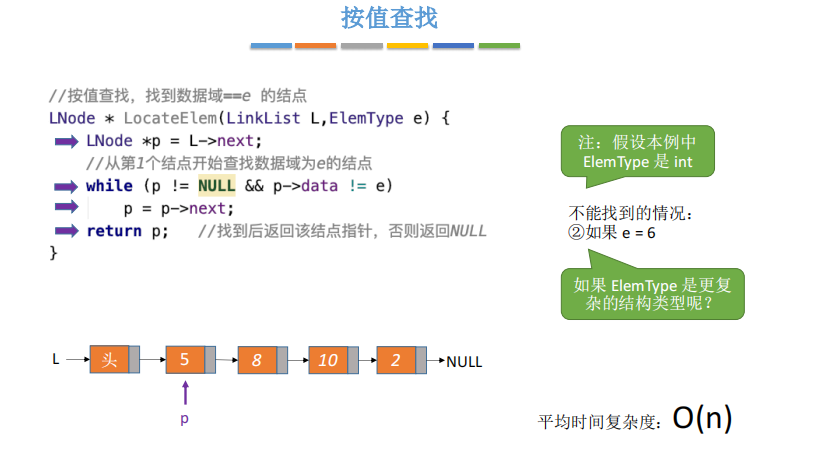 按值查找
//按值查找，找到数据域==e 的结点
LNode * LocateElem(LinkList L,ElemType e) {
LNode *p = L->next;
//从第1个结点开始查找数据域为e的结点
while (p != NULL && p->data != e)
p = p->next;
return p;   //找到后返回该结点指针，否则返回NULL
}
注：假设本例中
ElemType 是 int
不能找到的情况：
②如果 e = 6
如果 ElemType 是更复
杂的结构类型呢？
L 头 5 8 10 2 NULL
p
平均时间复杂度：O(n)